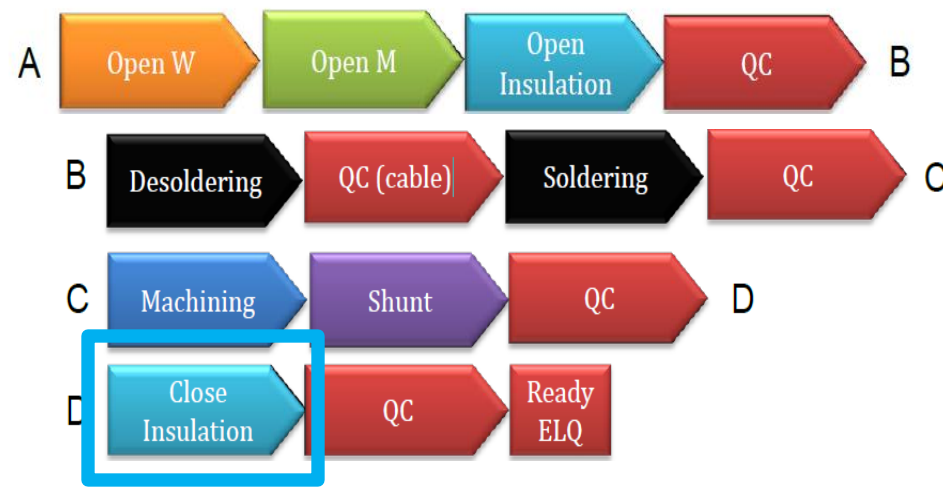 A Open W Open M Open Insulation QC B
B Desoldering QC (cable) Soldering QC C
C Machining Shunt QC D
D Close Insulation QC Ready ELQ